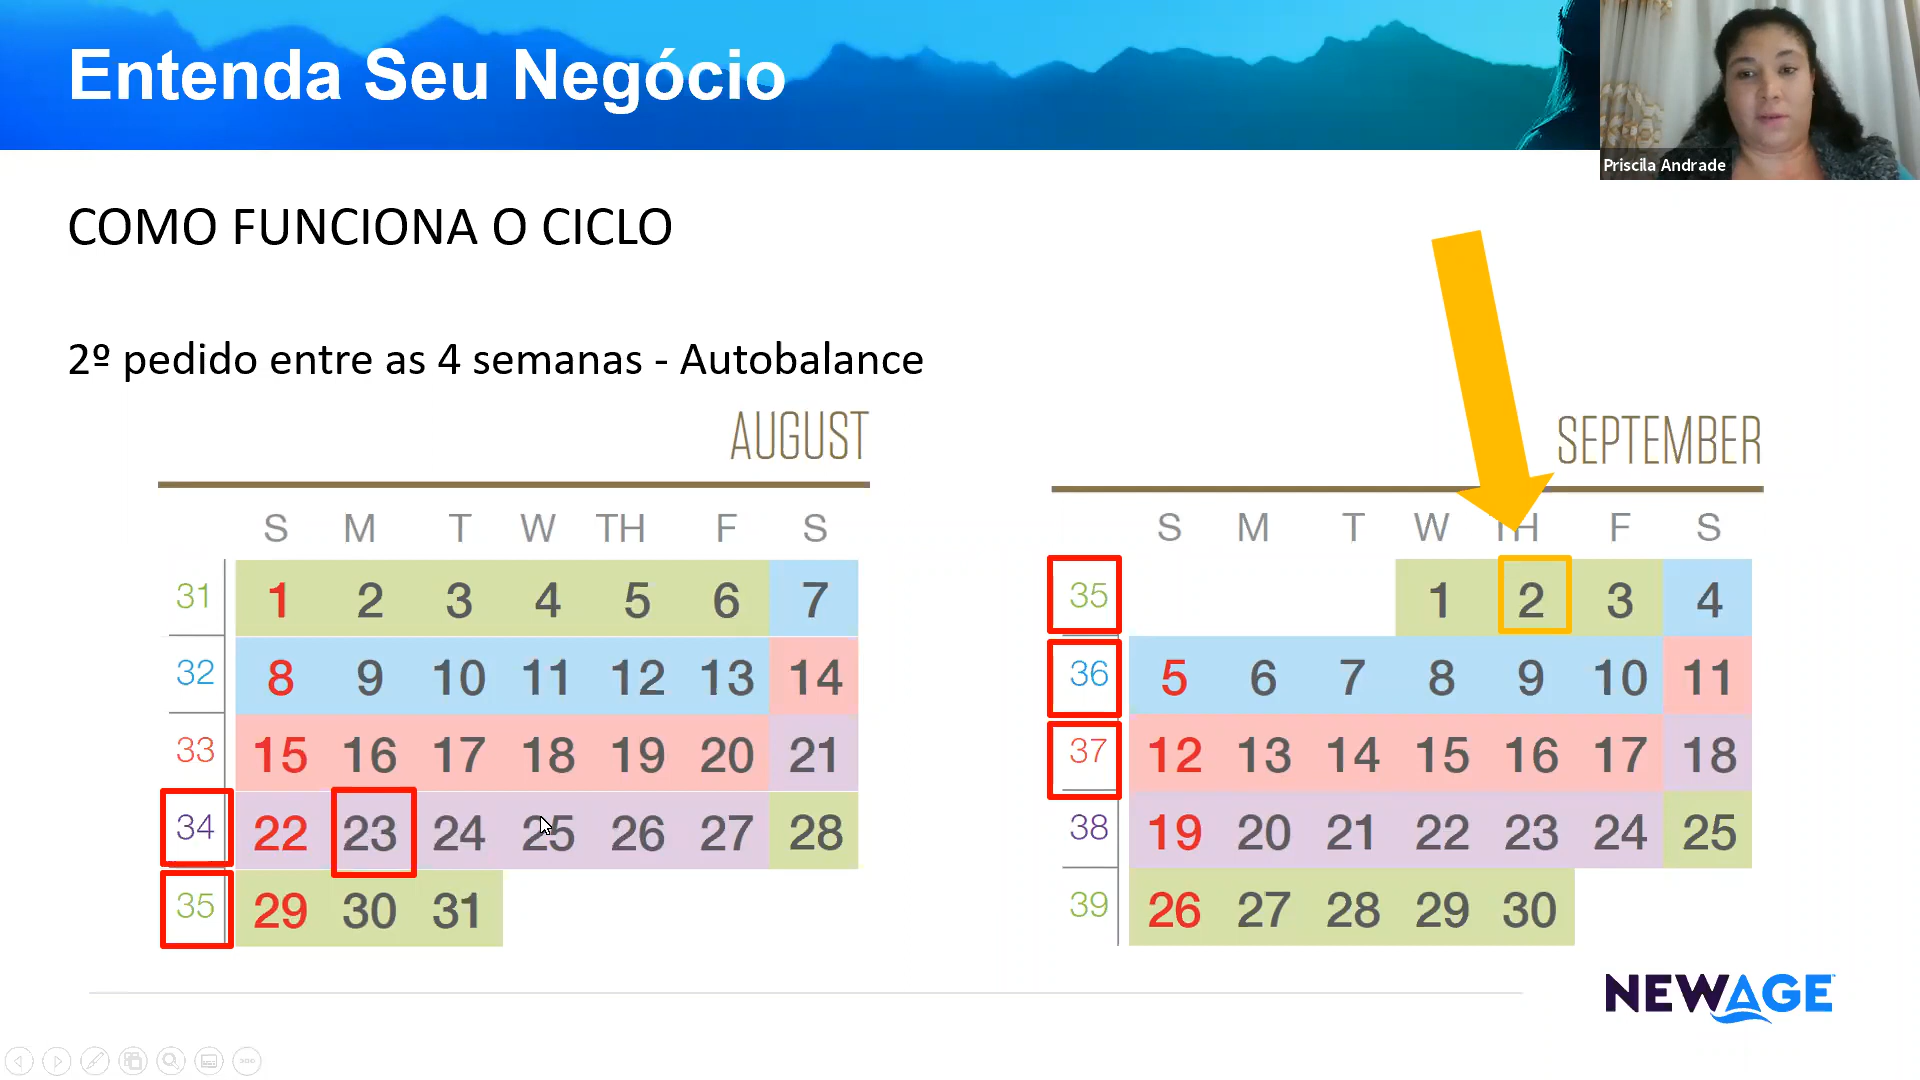 Entenda Seu Negócio
Priscila Andrade
COMO FUNCIONA O CICLO
2º pedido entre as 4 semanas - Autobalance
AUGUST
S M T W TH F S
31 1 2 3 4 5 6 7
32 8 9 10 11 12 13 14
33 15 16 17 18 19 20 21
34 22 23 24 25 26 27 28
35 29 30 31
SEPTEMBER
S M T W TH F S
35 1 2 3 4
36 5 6 7 8 9 10 11
37 12 13 14 15 16 17 18
38 19 20 21 22 23 24 25
39 26 27 28 29 30
NEWAGE